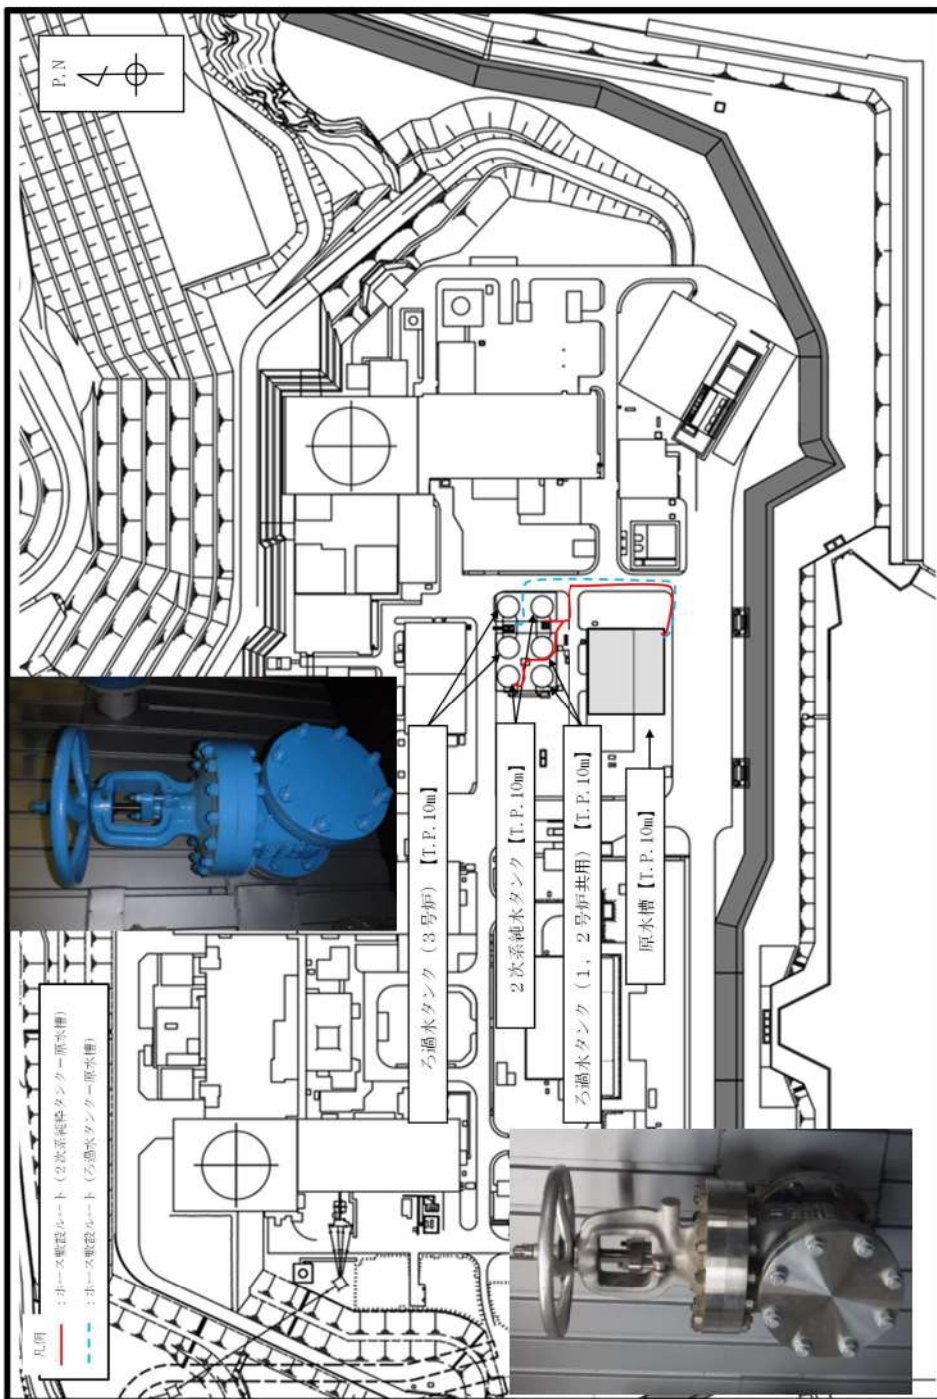 P.N
凡例
：ホース敷設ルート（２次系純粋タンク－原水槽）
：ホース敷設ルート（ろ過水タンク－原水槽）
ろ過水タンク（３号炉）【T.P.10m】
２次系純水タンク【T.P.10m】
ろ過水タンク（１，２号炉共用）【T.P.10m】
原水槽【T.P.10m】